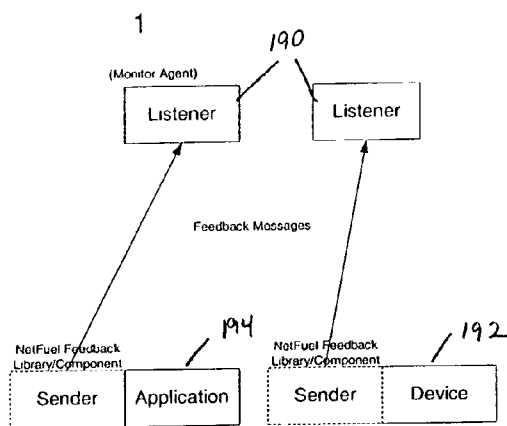 1
190
(Monitor Agent)
Listener
Listener
Feedback Messages
NetFuel Feedback
Library/Component
194
NetFuel Feedback
Library/Component
192
Sender
Application
Sender
Device